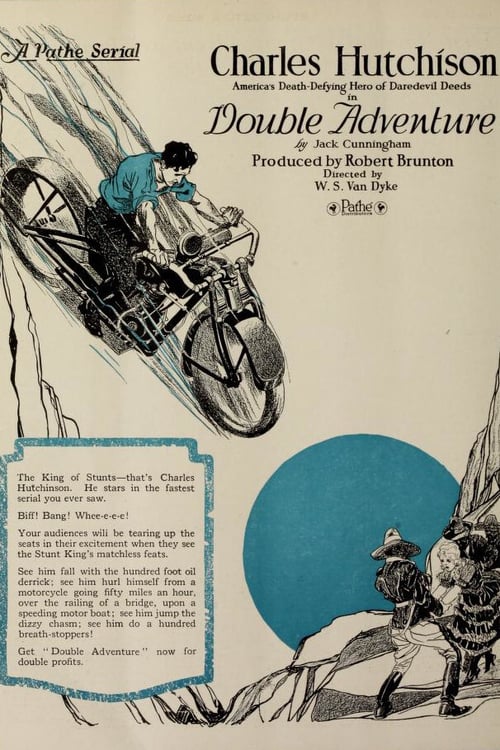 A Pathe Serial
Charles Hutchison
America's Death-Defying Hero of Daredevil Deeds
in
Double Adventure
by Jack Cunningham
Produced by Robert Brunton
Directed by
W. S. Van Dyke
Pathe
Distributors
The King of Stunts—that's Charles
Hutchinson. He stars in the fastest
serial you ever saw.
Biff! Bang! Whee-e-e-e!
Your audiences will be tearing up the
seats in their excitement when they see
the Stunt King's matchless feats.
See him fall with the hundred foot oil
derrick; see him hurl himself from a
motorcycle going fifty miles an hour,
over the railing of a bridge, upon a
speeding motor boat; see him jump the
dizzy chasm; see him do a hundred
breath-stoppers!
Get "Double Adventure" now for
double profits.